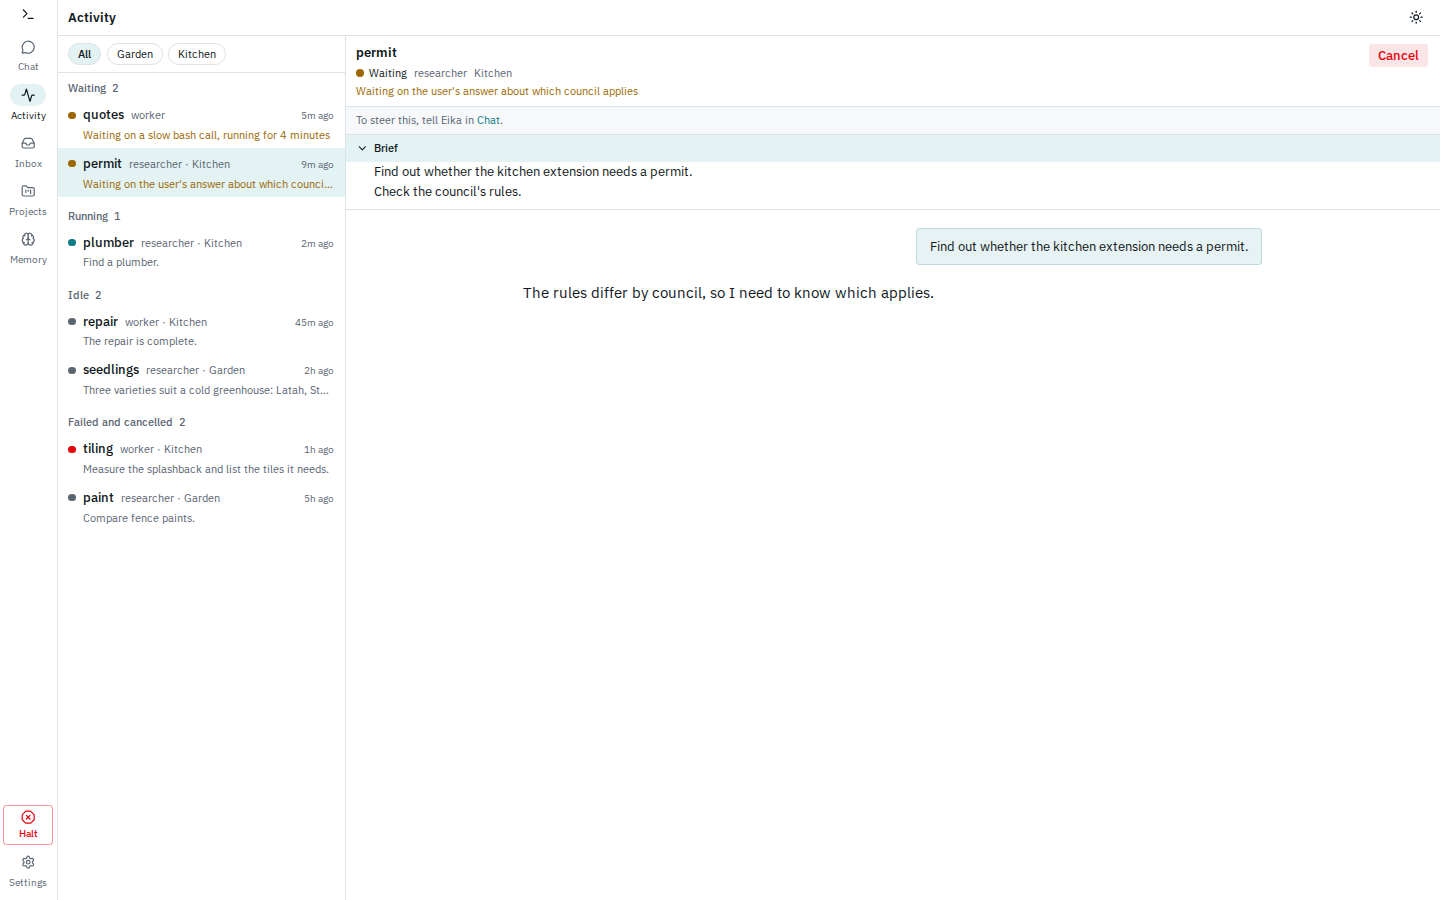 Activity
Chat
Activity
Inbox
Projects
Memory
Halt
Settings
All
Garden
Kitchen
Waiting 2
quotes worker 5m ago
Waiting on a slow bash call, running for 4 minutes
permit researcher · Kitchen 9m ago
Waiting on the user's answer about which counci...
Running 1
plumber researcher · Kitchen 2m ago
Find a plumber.
Idle 2
repair worker · Kitchen 45m ago
The repair is complete.
seedlings researcher · Garden 2h ago
Three varieties suit a cold greenhouse: Latah, St...
Failed and cancelled 2
tiling worker · Kitchen 1h ago
Measure the splashback and list the tiles it needs.
paint researcher · Garden 5h ago
Compare fence paints.
permit
Cancel
Waiting researcher Kitchen
Waiting on the user's answer about which council applies
To steer this, tell Eika in Chat.
Brief
Find out whether the kitchen extension needs a permit.
Check the council's rules.
Find out whether the kitchen extension needs a permit.
The rules differ by council, so I need to know which applies.